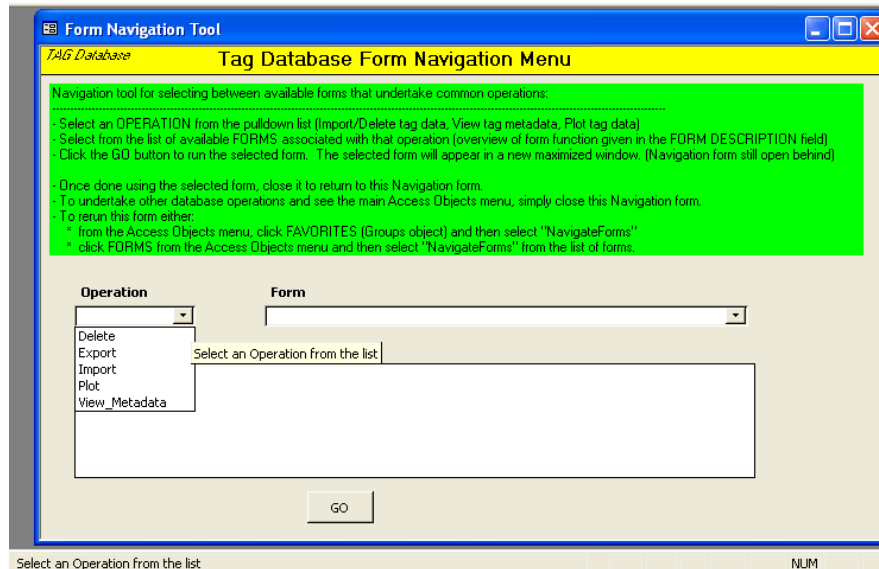 Form Navigation Tool
TAG Database
Tag Database Form Navigation Menu
Navigation tool for selecting between available forms that undertake common operations:
------------------------------------------------------------------------------------------------------------------------
- Select an OPERATION from the pulldown list (Import/Delete tag data, View tag metadata, Plot tag data)
- Select from the list of available FORMS associated with that operation (overview of form function given in the FORM DESCRIPTION field)
- Click the GO button to run the selected form.  The selected form will appear in a new maximized window. (Navigation form still open behind)
- Once done using the selected form, close it to return to this Navigation form.
- To undertake other database operations and see the main Access Objects menu, simply close this Navigation form.
- To rerun this form either:
* from the Access Objects menu, click FAVORITES (Groups object) and then select "NavigateForms"
* click FORMS from the Access Objects menu and then select "NavigateForms" from the list of forms.
Operation
Form
Delete
Export
Import
Plot
View_Metadata
Select an Operation from the list
GO
Select an Operation from the list
NUM